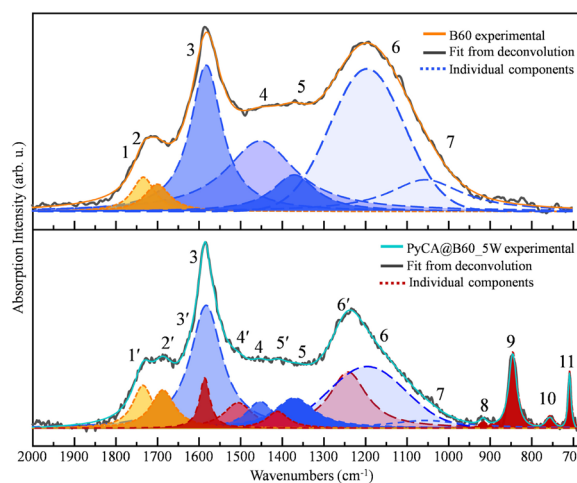 B60 experimental
Fit from deconvolution
Individual components
1
2
3
4
5
6
7
Absorption Intensity (arb. u.)
PyCA@B60_5W experimental
Fit from deconvolution
Individual components
1′
2′
3′
3
4′
4
5′
5
6′
6
7
8
9
10
11
2000 1900 1800 1700 1600 1500 1400 1300 1200 1100 1000 900 800 70
Wavenumbers (cm⁻¹)